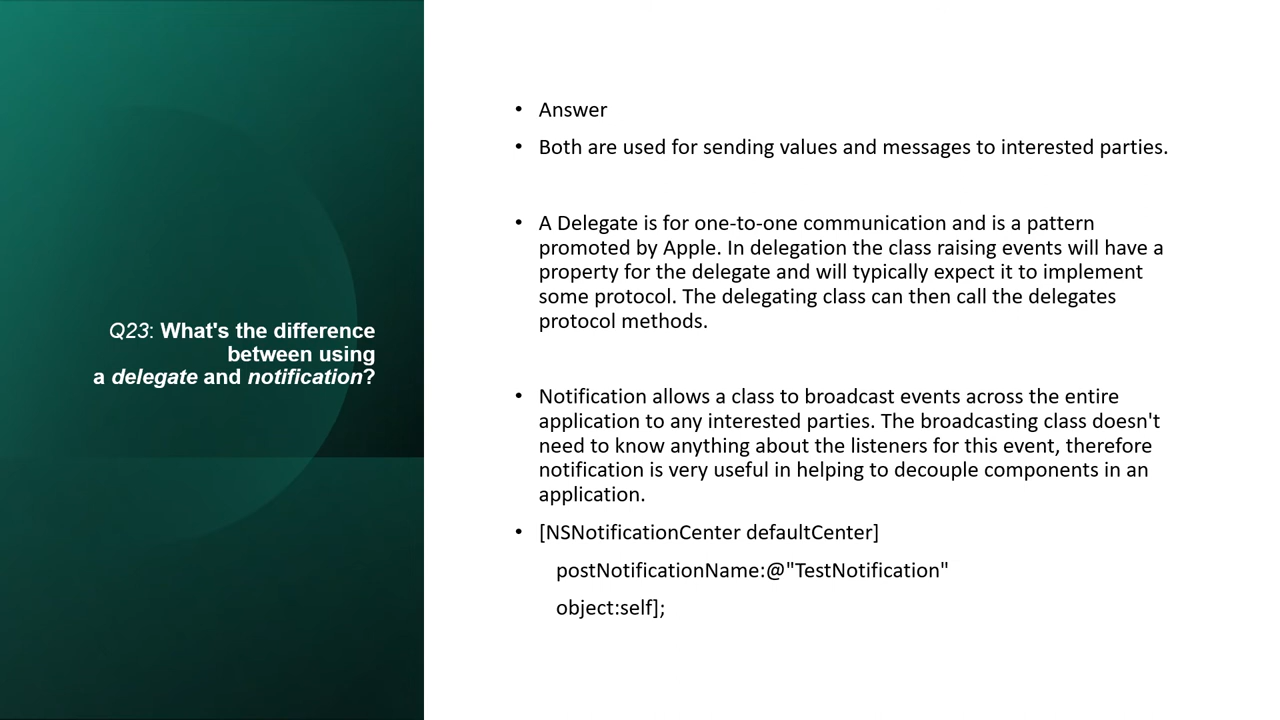 Q23: What's the difference
between using
a delegate and notification?
• Answer
• Both are used for sending values and messages to interested parties.
• A Delegate is for one-to-one communication and is a pattern
promoted by Apple. In delegation the class raising events will have a
property for the delegate and will typically expect it to implement
some protocol. The delegating class can then call the delegates
protocol methods.
• Notification allows a class to broadcast events across the entire
application to any interested parties. The broadcasting class doesn't
need to know anything about the listeners for this event, therefore
notification is very useful in helping to decouple components in an
application.
• [NSNotificationCenter defaultCenter]
postNotificationName:@"TestNotification"
object:self];